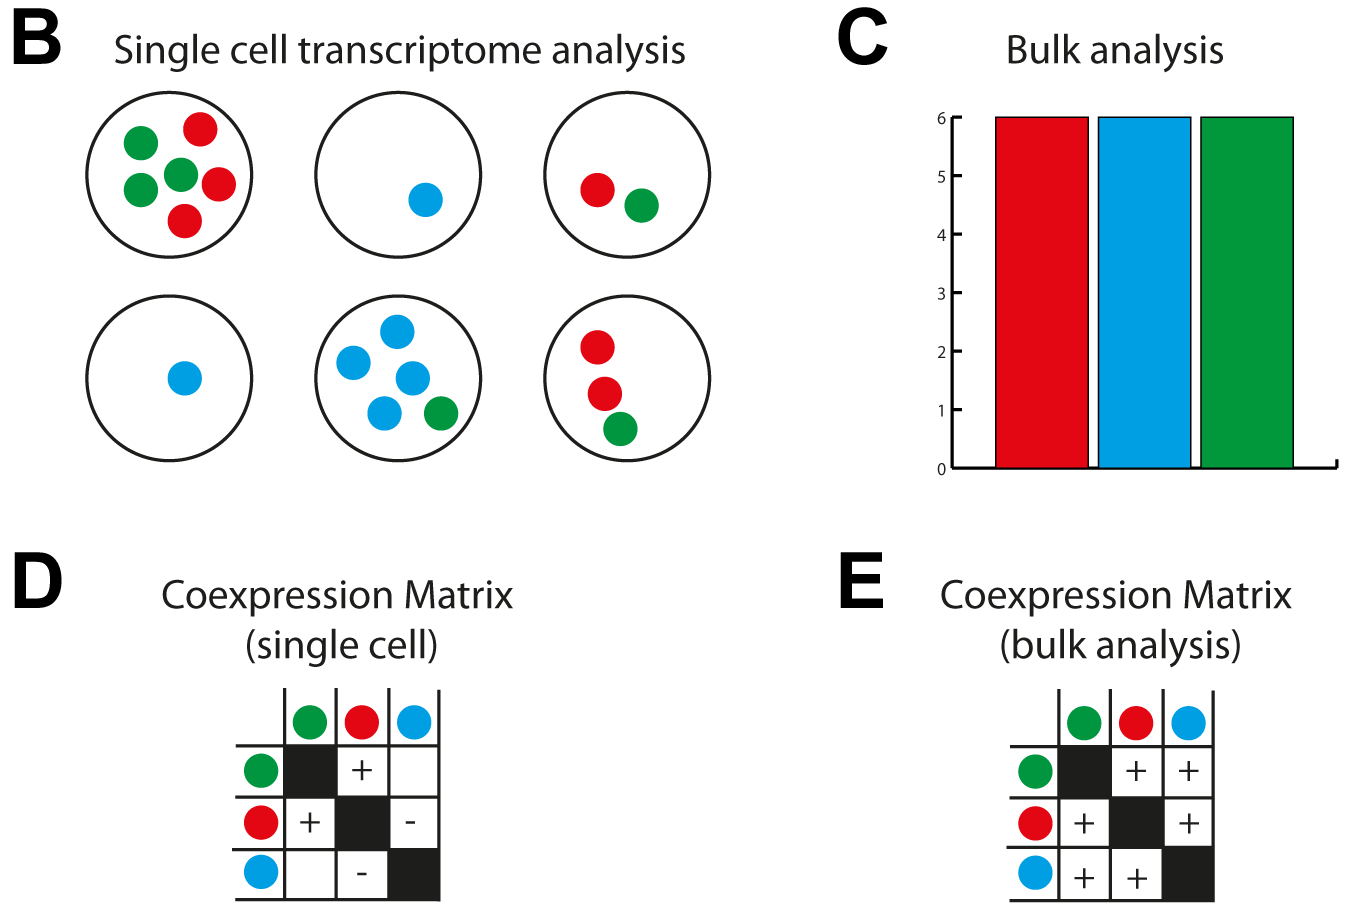 B
Single cell transcriptome analysis
C
Bulk analysis
6
5
4
3
2
1
0
D
Coexpression Matrix
(single cell)
+
+ -
-
E
Coexpression Matrix
(bulk analysis)
+ +
+ +
+ +